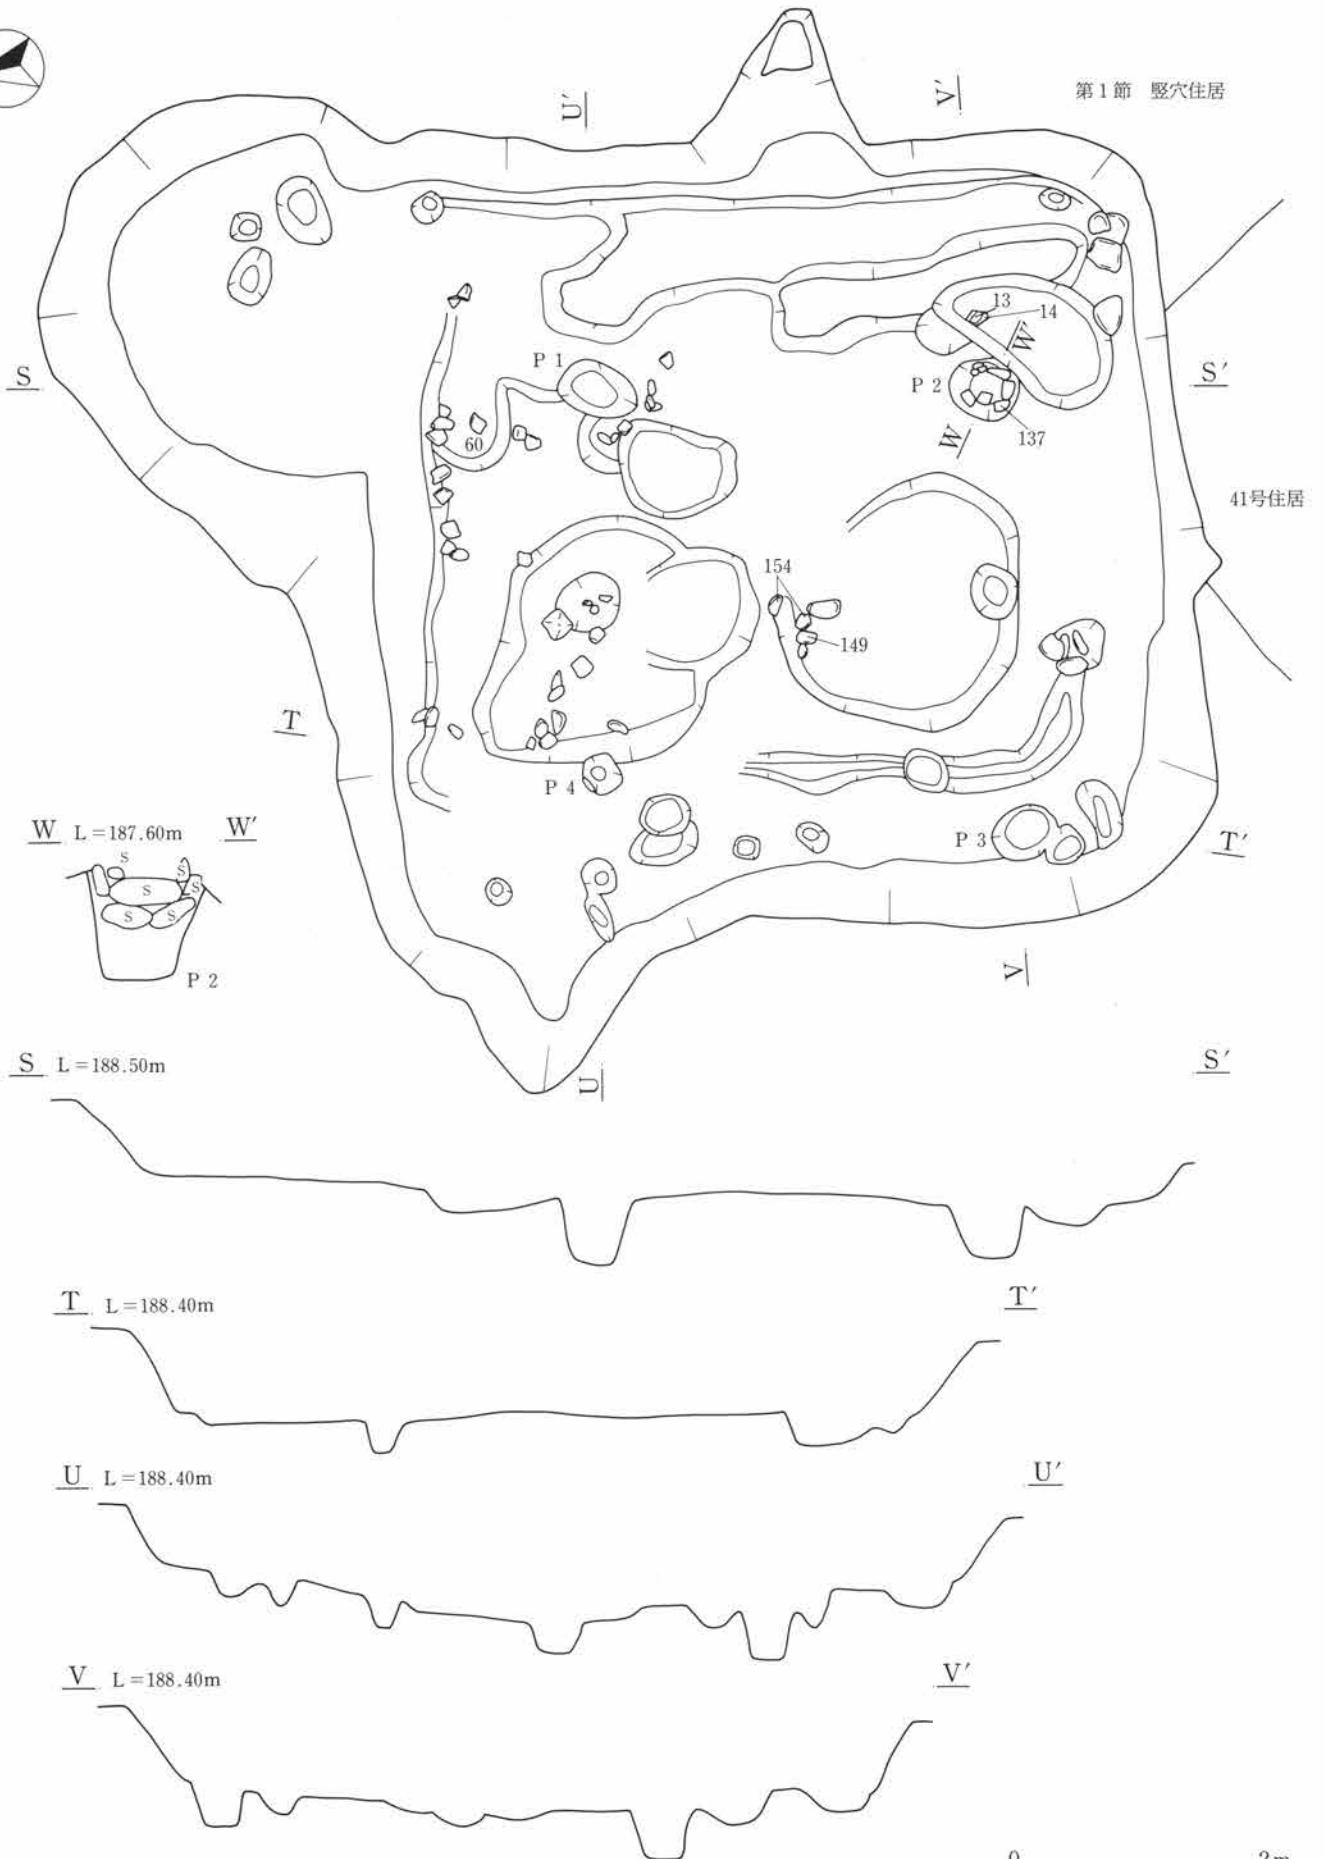 第1節 竪穴住居
U′
V′
13
14
W′
P 1
P 2
S
S′
W
137
60
41号住居
154
149
T
P 4
P 3
T′
W L=187.60m W′
S
S
S
S
S
S
P 2
V
U
S L=188.50m S′
T L=188.40m T′
U L=188.40m U′
V L=188.40m V′
0 2m